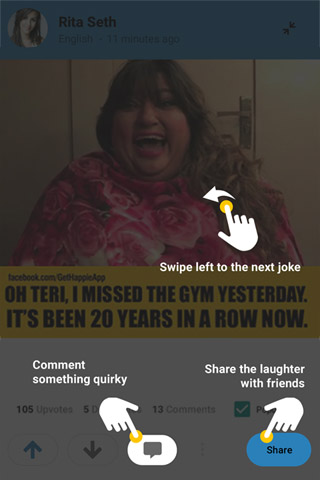 Rita Seth
English · 11 minutes ago
Swipe left to the next joke
facebook.com/GetHappieApp
OH TERI, I MISSED THE GYM YESTERDAY.
IT'S BEEN 20 YEARS IN A ROW NOW.
Comment
something quirky
Share the laughter
with friends
105 Upvotes 5 13 Comments
Share